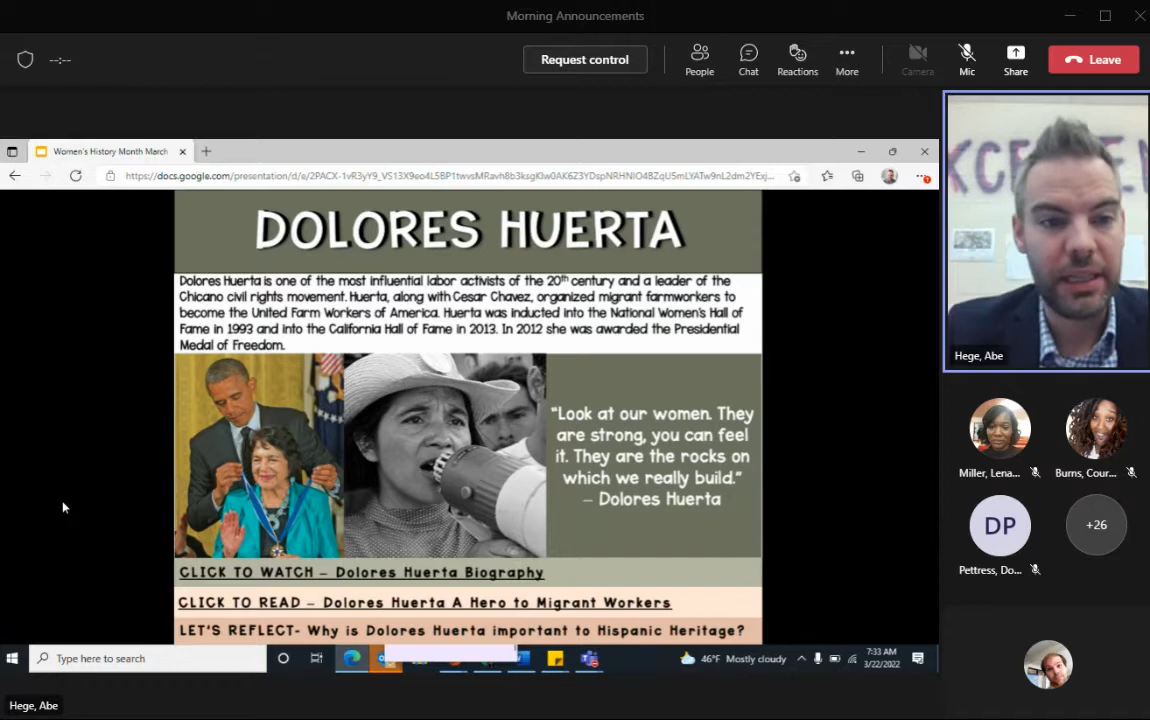 Morning Announcements
--:--
Request control
People
Chat
Reactions
More
Camera
Mic
Share
Leave
Women's History Month March
https://docs.google.com/presentation/d/e/2PACX-1vR3yY9_VS13X9eo4L5BP1twvsMRavh8b3ksgKlw0AK6Z3YDspNRHNIO4BZqU5mLYATw9nL2dm2YExj...
DOLORES HUERTA
Dolores Huerta is one of the most influential labor activists of the 20th century and a leader of the
Chicano civil rights movement. Huerta, along with Cesar Chavez, organized migrant farmworkers to
become the United Farm Workers of America. Huerta was inducted into the National Women's Hall of
Fame in 1993 and into the California Hall of Fame in 2013. In 2012 she was awarded the Presidential
Medal of Freedom.
"Look at our women. They
are strong, you can feel
it. They are the rocks on
which we really build."
– Dolores Huerta
CLICK TO WATCH – Dolores Huerta Biography
CLICK TO READ – Dolores Huerta A Hero to Migrant Workers
LET'S REFLECT- Why is Dolores Huerta important to Hispanic Heritage?
Type here to search
46°F Mostly cloudy
7:33 AM
3/22/2022
Hege, Abe
Hege, Abe
Miller, Lena...
Burns, Cour...
DP
+26
Pettress, Do...